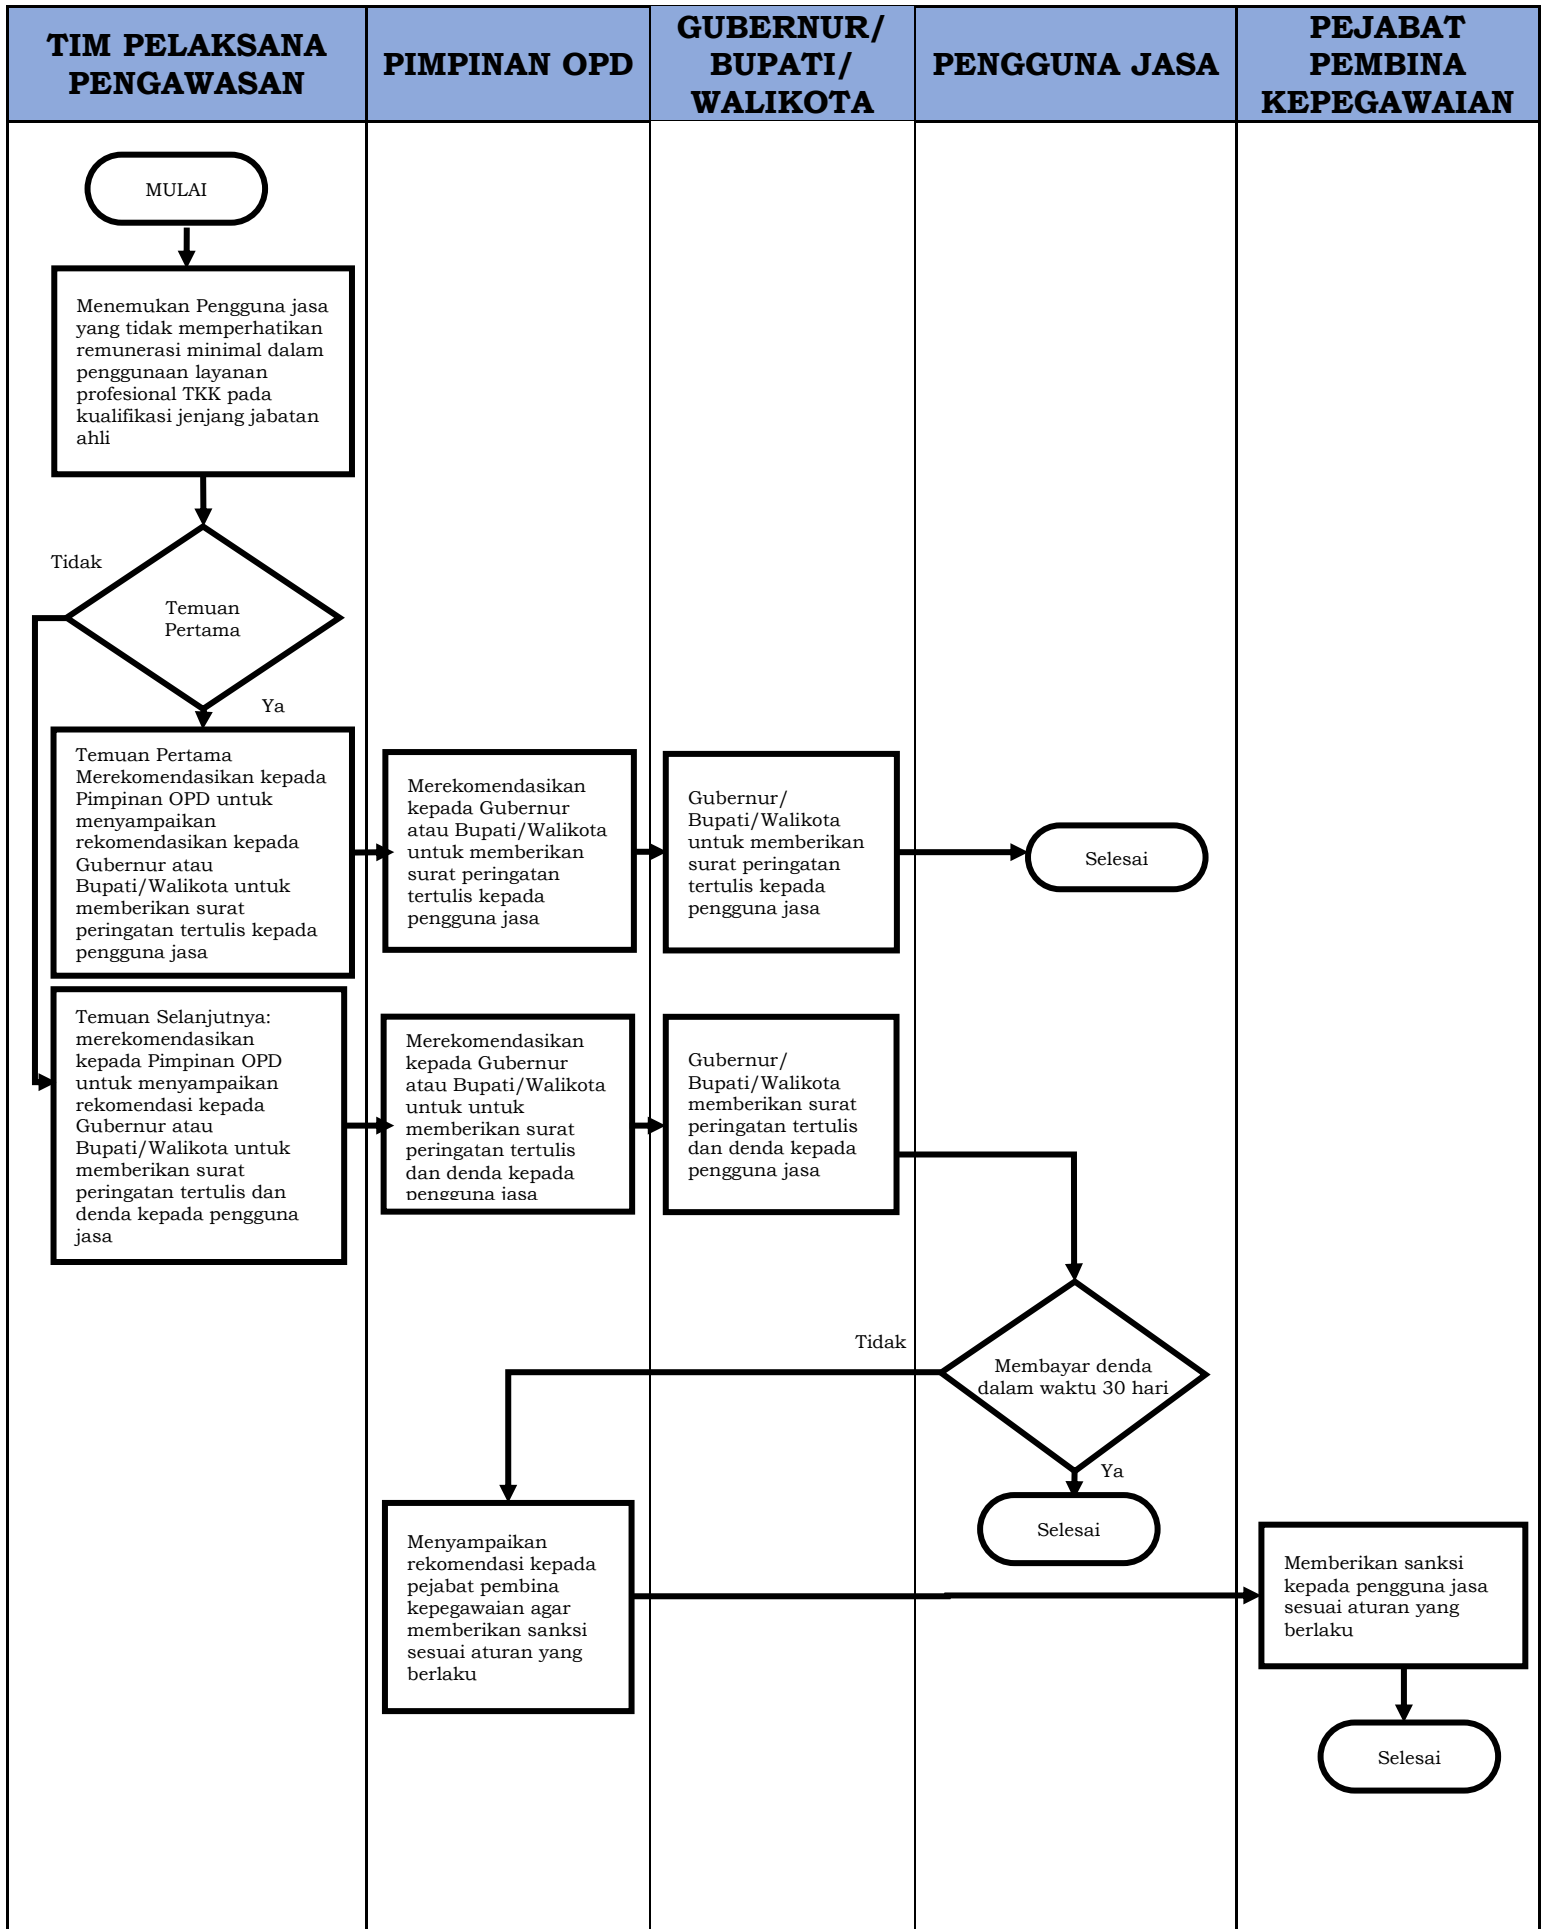 TIM PELAKSANA
PENGAWASAN
PIMPINAN OPD
GUBERNUR/
BUPATI/
WALIKOTA
PENGGUNA JASA
PEJABAT
PEMBINA
KEPEGAWAIAN
MULAI
Menemukan Pengguna jasa
yang tidak memperhatikan
remunerasi minimal dalam
penggunaan layanan
profesional TKK pada
kualifikasi jenjang jabatan
ahli
Tidak
Temuan
Pertama
Ya
Temuan Pertama
Merekomendasikan kepada
Pimpinan OPD untuk
menyampaikan
rekomendasikan kepada
Gubernur atau
Bupati/Walikota untuk
memberikan surat
peringatan tertulis kepada
pengguna jasa
Merekomendasikan
kepada Gubernur
atau Bupati/Walikota
untuk memberikan
surat peringatan
tertulis kepada
pengguna jasa
Gubernur/
Bupati/Walikota
untuk memberikan
surat peringatan
tertulis kepada
pengguna jasa
Selesai
Temuan Selanjutnya:
merekomendasikan
kepada Pimpinan OPD
untuk menyampaikan
rekomendasi kepada
Gubernur atau
Bupati/Walikota untuk
memberikan surat
peringatan tertulis dan
denda kepada pengguna
jasa
Merekomendasikan
kepada Gubernur
atau Bupati/Walikota
untuk untuk
memberikan surat
peringatan tertulis
dan denda kepada
pengguna jasa
Gubernur/
Bupati/Walikota
memberikan surat
peringatan tertulis
dan denda kepada
pengguna jasa
Tidak
Membayar denda
dalam waktu 30 hari
Ya
Selesai
Menyampaikan
rekomendasi kepada
pejabat pembina
kepegawaian agar
memberikan sanksi
sesuai aturan yang
berlaku
Memberikan sanksi
kepada pengguna jasa
sesuai aturan yang
berlaku
Selesai